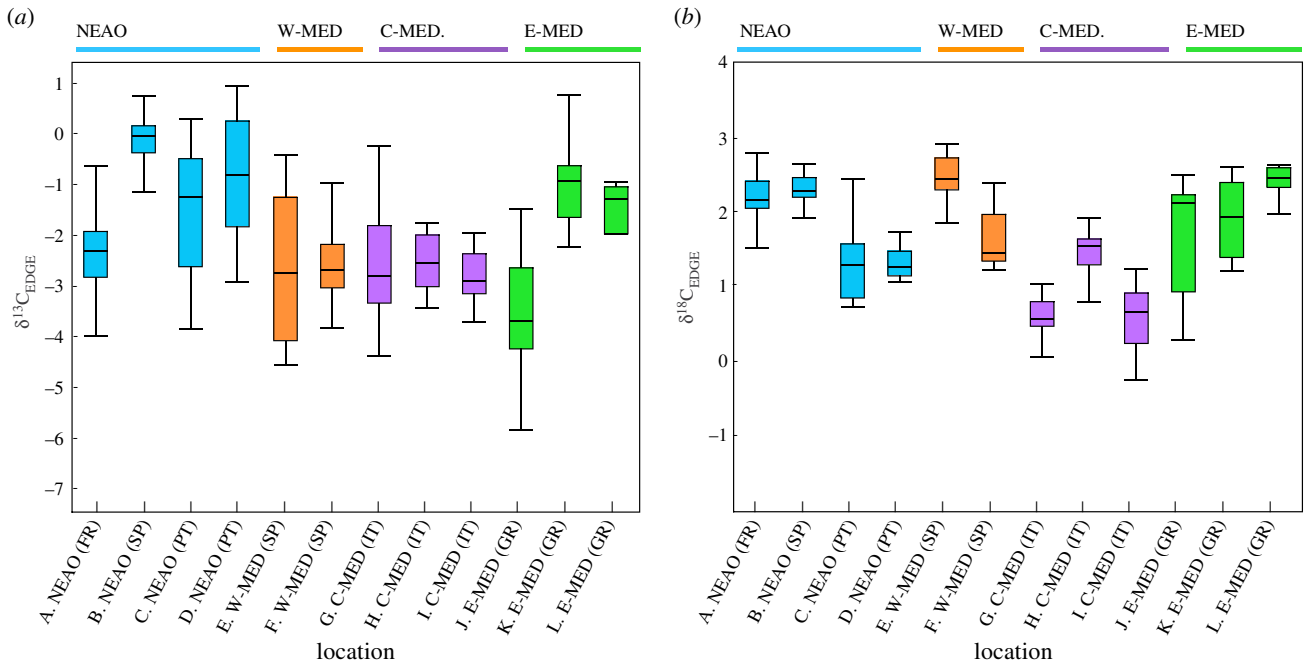 (a)
NEAO W-MED C-MED. E-MED
1
0
–1
–2
–3
–4
–5
–6
–7
δ13CEDGE
A. NEAO (FR)
B. NEAO (SP)
C. NEAO (PT)
D. NEAO (PT)
E. W-MED (SP)
F. W-MED (SP)
G. C-MED (IT)
H. C-MED (IT)
I. C-MED (IT)
J. E-MED (GR)
K. E-MED (GR)
L. E-MED (GR)
location
(b)
NEAO W-MED C-MED. E-MED
4
3
2
1
0
–1
δ18CEDGE
A. NEAO (FR)
B. NEAO (SP)
C. NEAO (PT)
D. NEAO (PT)
E. W-MED (SP)
F. W-MED (SP)
G. C-MED (IT)
H. C-MED (IT)
I. C-MED (IT)
J. E-MED (GR)
K. E-MED (GR)
L. E-MED (GR)
location